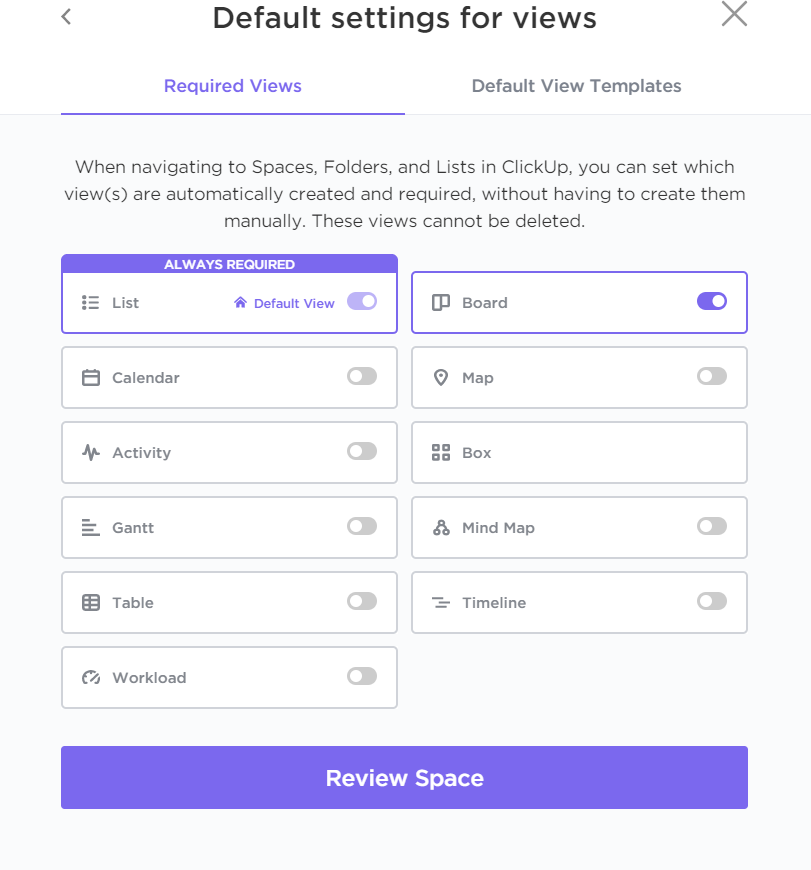 Default settings for views
Required Views
Default View Templates
When navigating to Spaces, Folders, and Lists in ClickUp, you can set which
view(s) are automatically created and required, without having to create them
manually. These views cannot be deleted.
ALWAYS REQUIRED
List
Default View
Board
Calendar
Map
Activity
Box
Gantt
Mind Map
Table
Timeline
Workload
Review Space